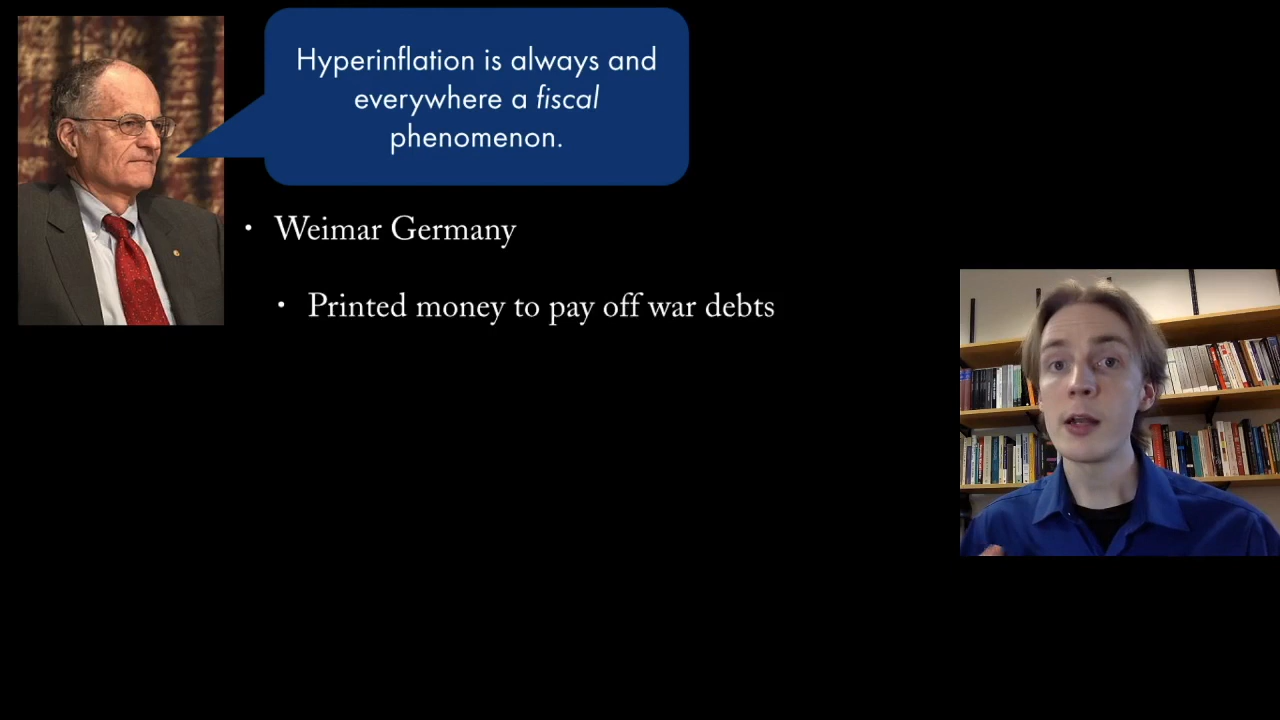 Hyperinflation is always and
everywhere a fiscal
phenomenon.
• Weimar Germany
• Printed money to pay off war debts